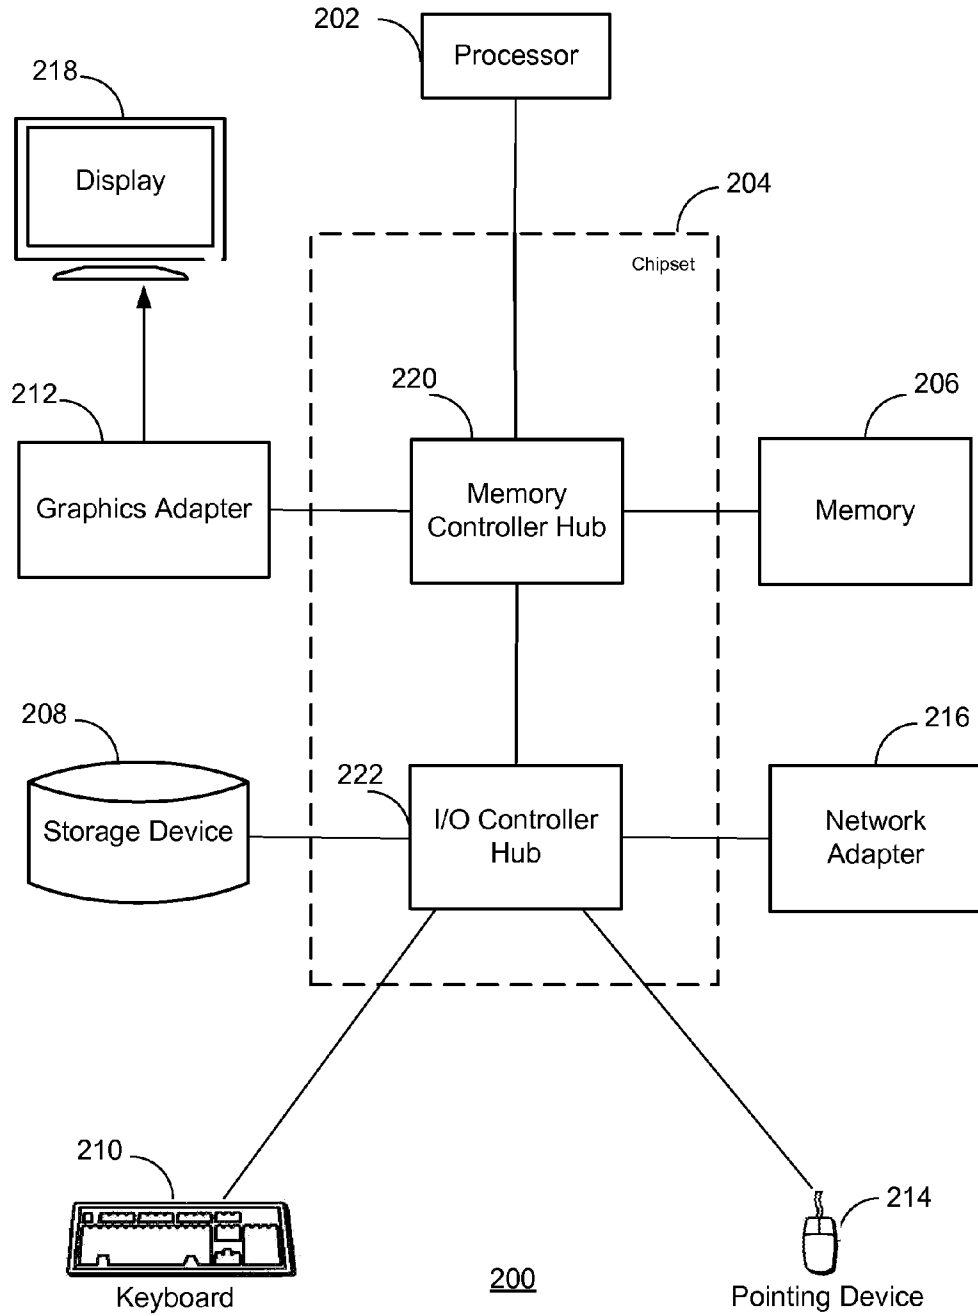 202
Processor
218
Display
204
Chipset
212
220
206
Graphics Adapter
Memory
Controller Hub
Memory
208
222
216
Storage Device
I/O Controller
Hub
Network
Adapter
210
214
Keyboard
200
Pointing Device